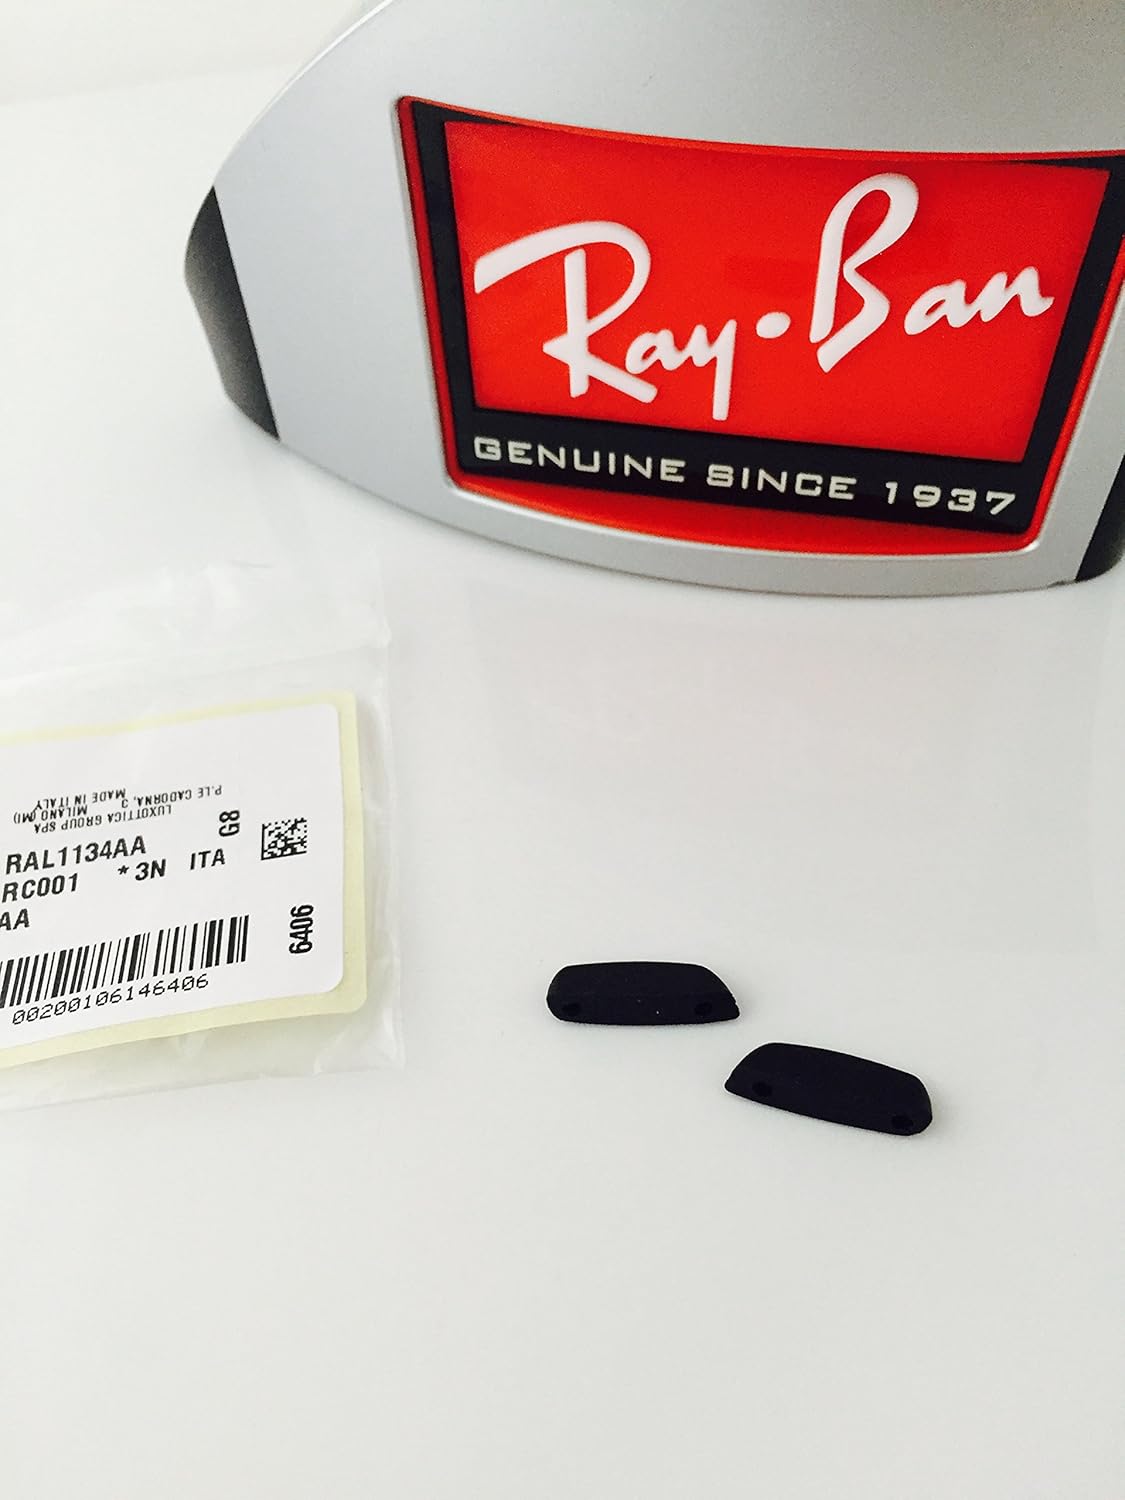 Ray·Ban
GENUINE SINCE 1937
P.LE CADORNA, 3
MADE IN ITALY
LUXOTTICA GROUP SPA
MILANO (MI)
RAL1134AA
G8
RC001 *3N ITA
AA
6406
00200106146406